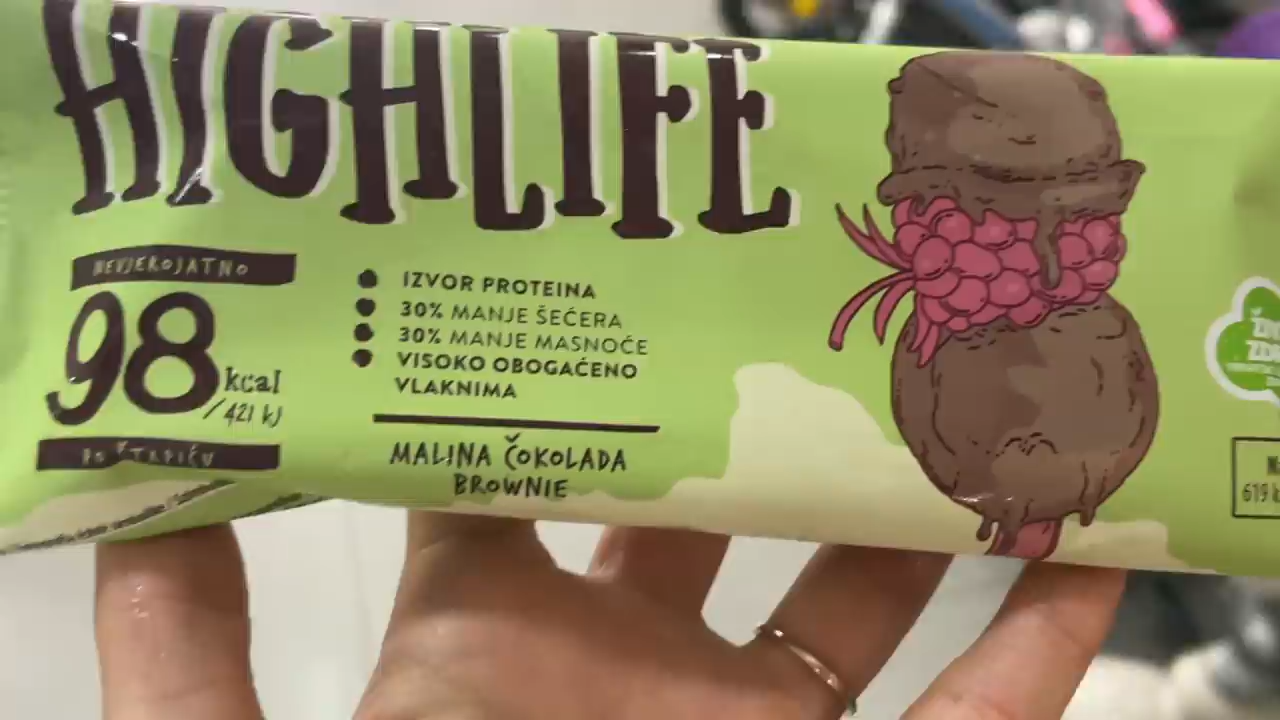 HIGHLIFE
NEVJEROJATNO
98
kcal
/421 kJ
PO ŠTAPIĆU
IZVOR PROTEINA
30% MANJE ŠEĆERA
30% MANJE MASNOĆE
VISOKO OBOGAĆENO
VLAKNIMA
MALINA ČOKOLADA
BROWNIE
619